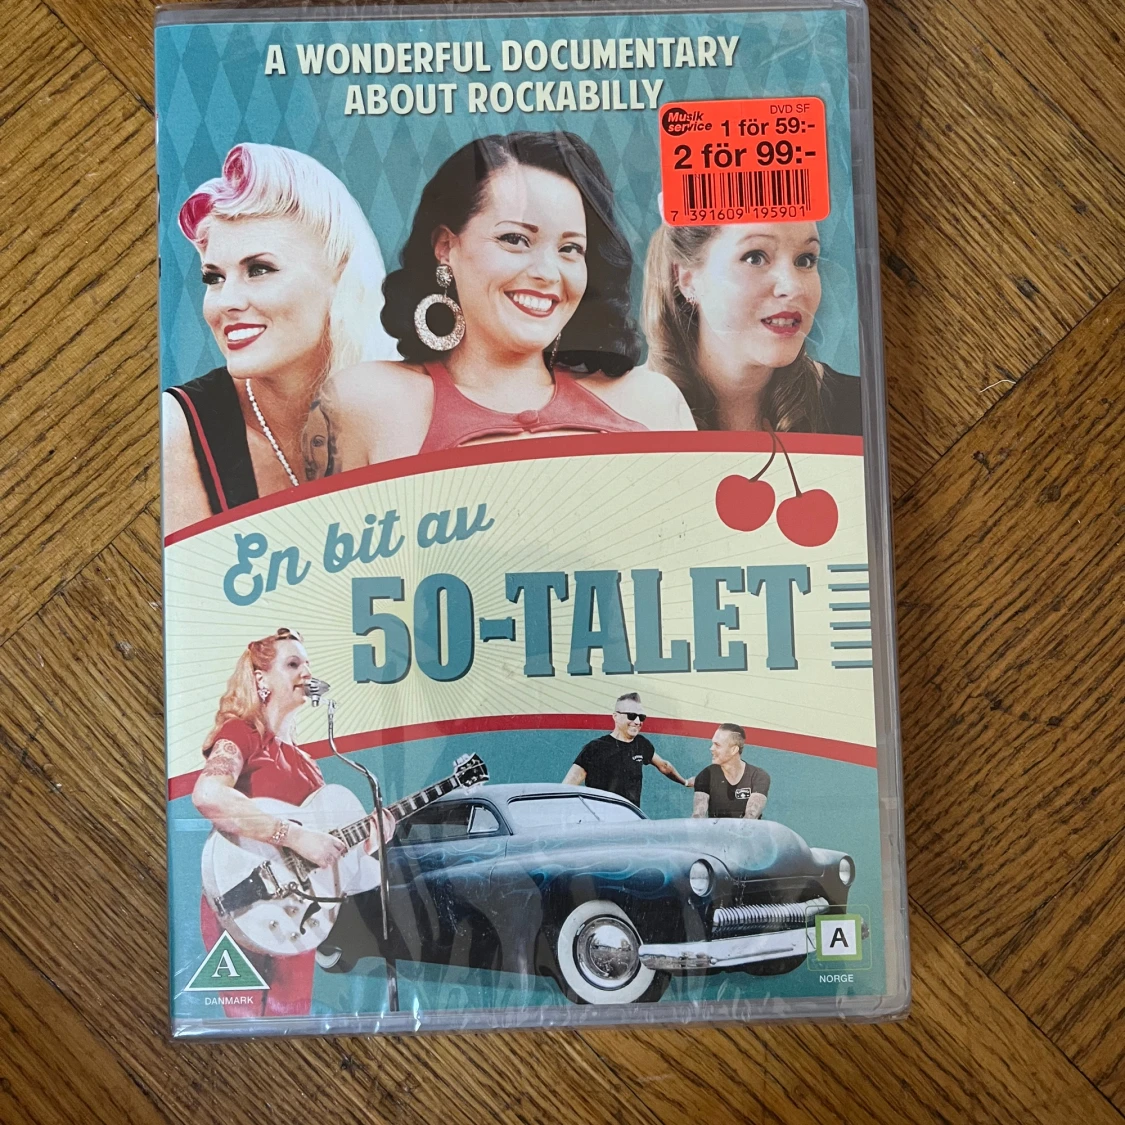 A WONDERFUL DOCUMENTARY
ABOUT ROCKABILLY
DVD SF
Musik
service
1 för 59:-
2 för 99:-
7 391609 195901
En bit av
50-TALET
A
DANMARK
A
NORGE